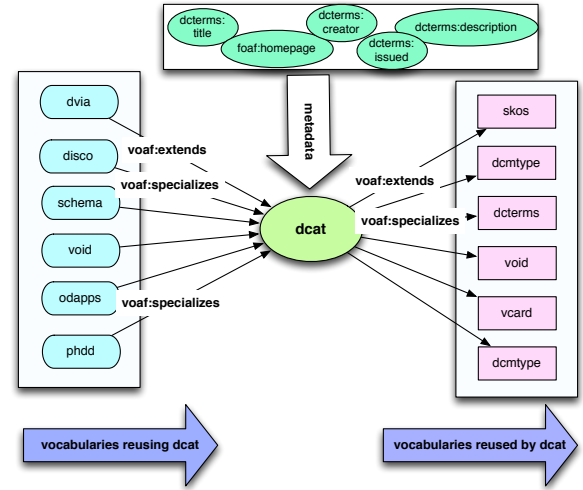 dcterms:
title
foaf:homepage
dcterms:
creator
dcterms:
issued
dcterms:description
metadata
dvia
disco
schema
void
odapps
phdd
voaf:extends
voaf:specializes
voaf:specializes
dcat
voaf:extends
voaf:specializes
skos
dcmtype
dcterms
void
vcard
dcmtype
vocabularies reusing dcat
vocabularies reused by dcat